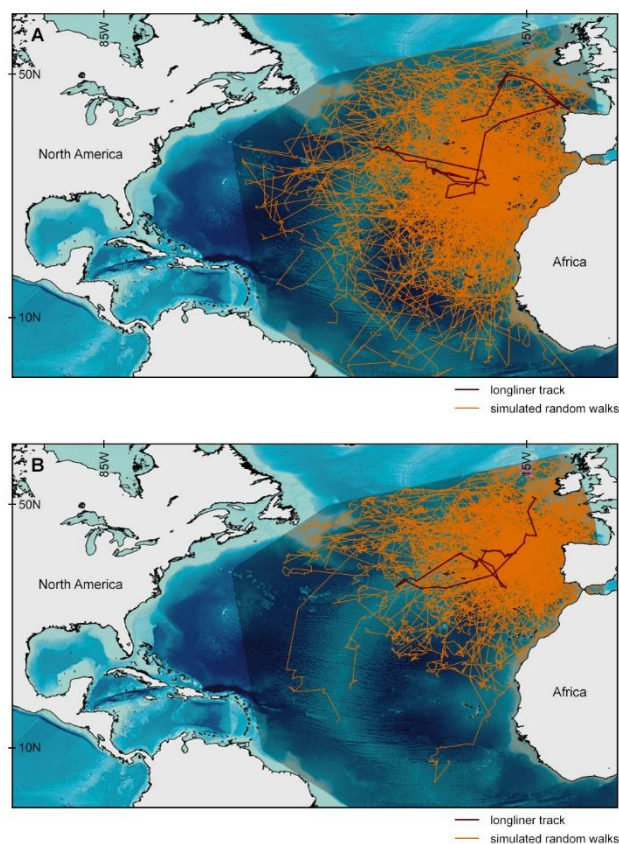 A
85W
15W
50N
North America
Africa
10N
longliner track
simulated random walks
B
85W
15W
50N
North America
Africa
10N
longliner track
simulated random walks